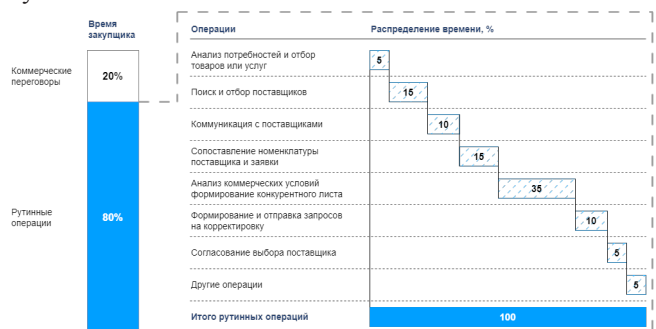 Время
закупщика
Операции
Распределение времени, %
Коммерческие
переговоры
20%
Рутинные
операции
80%
Анализ потребностей и отбор
товаров или услуг
5
Поиск и отбор поставщиков
15
Коммуникация с поставщиками
10
Сопоставление номенклатуры
поставщика и заявки
15
Анализ коммерческих условий
формирование конкурентного листа
35
Формирование и отправка запросов
на корректировку
10
Согласование выбора поставщика
5
Другие операции
5
Итого рутинных операций
100